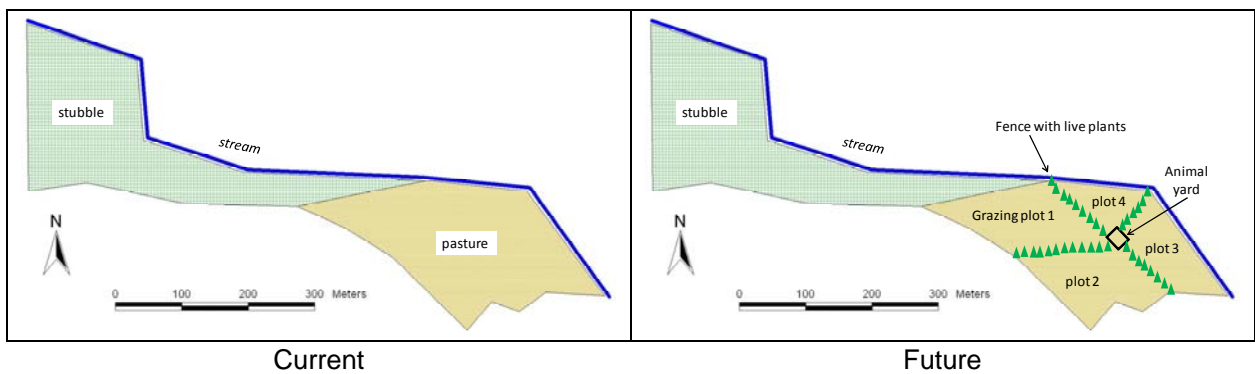 stubble
stream
pasture
N
0 100 200 300 Meters
Current
stubble
stream
Fence with live plants
Animal
yard
Grazing plot 1
plot 4
plot 3
plot 2
N
0 100 200 300 Meters
Future